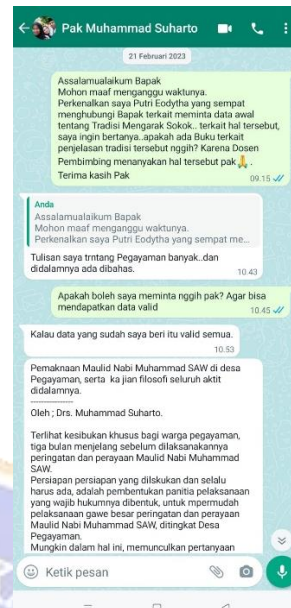 Pak Muhammad Suharto
21 Februari 2023
Assalamualaikum Bapak
Mohon maaf menganggu waktunya.
Perkenalkan saya Putri Eodytha yang sempat
menghubungi Bapak terkait meminta data awal
tentang Tradisi Mengarak Sokok.. terkait hal tersebut,
saya ingin bertanya..apakah ada Buku terkait
penjelasan tradisi tersebut nggih? Karena Dosen
Pembimbing menanyakan hal tersebut pak🙏.
Terima kasih Pak
09.15
Anda
Assalamualaikum Bapak
Mohon maaf menganggu waktunya.
Perkenalkan saya Putri Eodytha yang sempat me...
Tulisan saya trntang Pegayaman banyak..dan
didalamnya ada dibahas.
10.43
Apakah boleh saya meminta nggih pak? Agar bisa
mendapatkan data valid
10.45
Kalau data yang sudah saya beri itu valid semua.
10.53
Pemaknaan Maulid Nabi Muhammad SAW di desa
Pegayaman, serta ka jian filosofi seluruh aktit
didalamnya.
--------------
Oleh ; Drs. Muhammad Suharto.
Terlihat kesibukan khusus bagi warga pegayaman,
tiga bulan menjelang sebelum dilaksanakannya
peringatan dan perayaan Maulid Nabi Muhammad
SAW.
Persiapan persiapan yang dilskukan dan selalu
harus ada, adalah pembentukan panitia pelaksanaan
yang wajib hukumnya dibentuk, untuk mpermudah
pelaksanaan gawe besar peringatan dan perayaan
Maulid Nabi Muhammad SAW, ditingkat Desa
Pegayaman.
Mungkin dalam hal ini, memunculkan pertanyaan
Ketik pesan